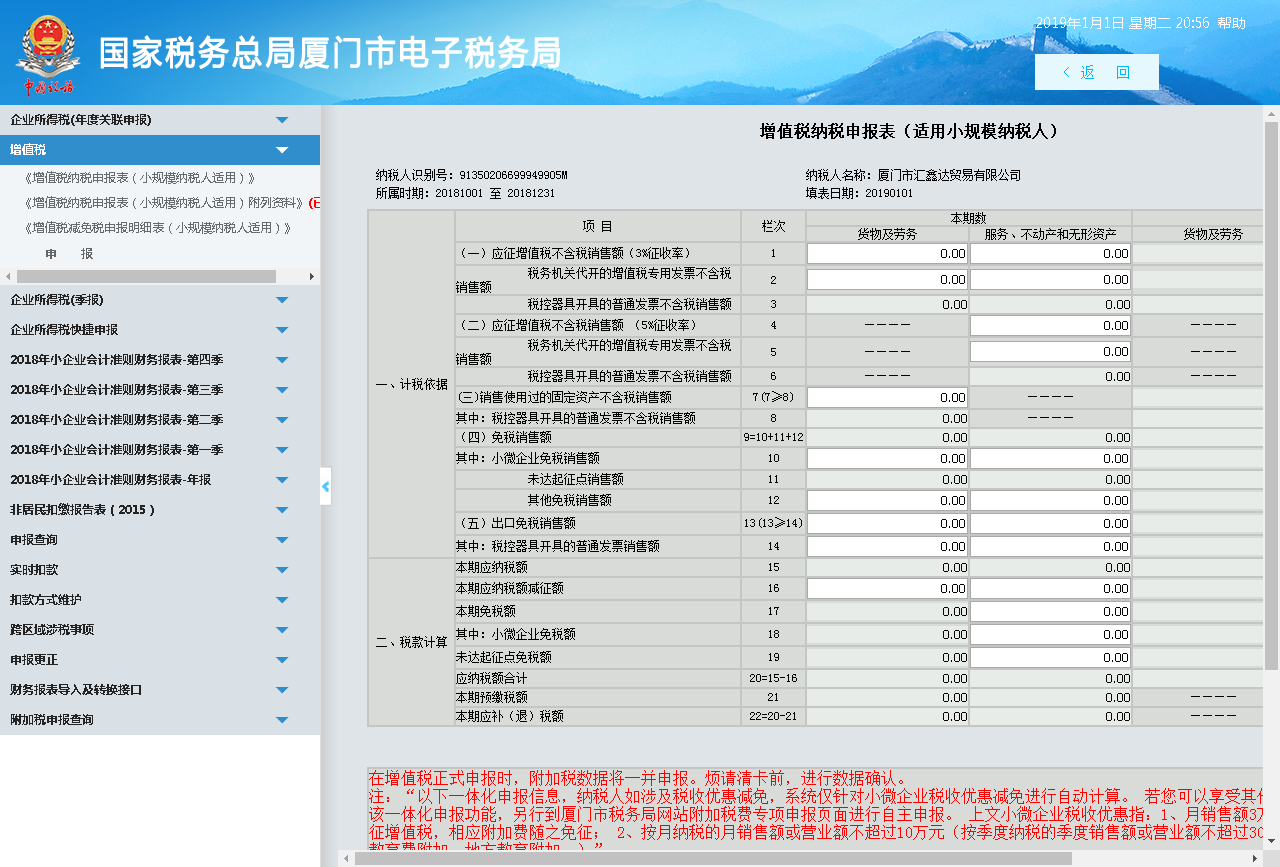 2019年1月1日 星期二 20:56 帮助
国家税务总局厦门市电子税务局
中国税务
< 返 回
企业所得税(年度关联申报)
增值税
《增值税纳税申报表（小规模纳税人适用）》
《增值税纳税申报表（小规模纳税人适用）附列资料》(已
《增值税减免税申报明细表（小规模纳税人适用）》
申 报
企业所得税(季报)
企业所得税快捷申报
2018年小企业会计准则财务报表-第四季
2018年小企业会计准则财务报表-第三季
2018年小企业会计准则财务报表-第二季
2018年小企业会计准则财务报表-第一季
2018年小企业会计准则财务报表-年报
非居民扣缴报告表（2015）
申报查询
实时扣款
扣款方式维护
跨区域涉税事项
申报更正
财务报表导入及转换接口
附加税申报查询
增值税纳税申报表（适用小规模纳税人）
纳税人识别号：91350206699949905M 纳税人名称：厦门市汇鑫达贸易有限公司
所属时期：20181001 至 20181231 填表日期：20190101
项 目 栏次 本期数
货物及劳务 服务、不动产和无形资产 货物及劳务
一、计税依据
（一）应征增值税不含税销售额（3%征收率） 1 0.00 0.00
税务机关代开的增值税专用发票不含税销售额 2 0.00 0.00
税控器具开具的普通发票不含税销售额 3 0.00 0.00
（二）应征增值税不含税销售额 （5%征收率） 4 ———— 0.00 ————
税务机关代开的增值税专用发票不含税销售额 5 ———— 0.00 ————
税控器具开具的普通发票不含税销售额 6 ———— 0.00 ————
(三)销售使用过的固定资产不含税销售额 7(7≥8) 0.00 ————
其中：税控器具开具的普通发票不含税销售额 8 0.00 ————
（四）免税销售额 9=10+11+12 0.00 0.00
其中：小微企业免税销售额 10 0.00 0.00
未达起征点销售额 11 0.00 0.00
其他免税销售额 12 0.00 0.00
（五）出口免税销售额 13(13≥14) 0.00 0.00
其中：税控器具开具的普通发票销售额 14 0.00 0.00
二、税款计算
本期应纳税额 15 0.00 0.00
本期应纳税额减征额 16 0.00 0.00
本期免税额 17 0.00 0.00
其中：小微企业免税额 18 0.00 0.00
未达起征点免税额 19 0.00 0.00
应纳税额合计 20=15-16 0.00 0.00
本期预缴税额 21 0.00 0.00 ————
本期应补（退）税额 22=20-21 0.00 0.00 ————
在增值税正式申报时，附加税数据将一并申报。烦请清卡前，进行数据确认。
注：“以下一体化申报信息，纳税人如涉及税收优惠减免，系统仅针对小微企业税收优惠减免进行自动计算。 若您可以享受其他
该一体化申报功能，另行到厦门市税务局网站附加税费专项申报页面进行自主申报。 上文小微企业税收优惠指：1、月销售额3万
征增值税，相应附加费随之免征； 2、按月纳税的月销售额或营业额不超过10万元（按季度纳税的季度销售额或营业额不超过30
教育费附加、地方教育附加。）”